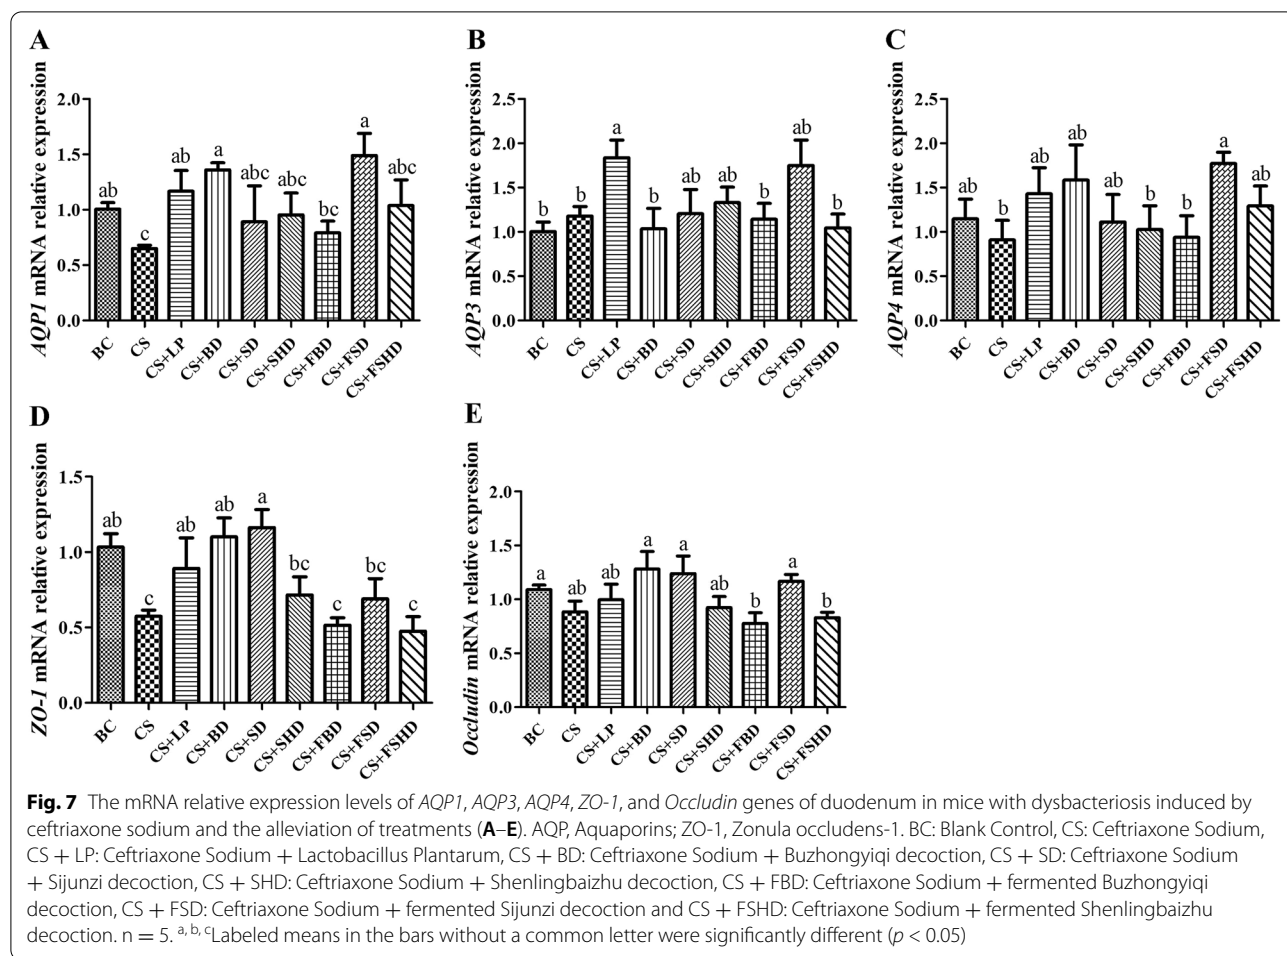 A
AQP1 mRNA relative expression
2.0
1.5
1.0
0.5
0.0
ab
c
ab
a
abc
abc
bc
a
abc
BC
CS
CS+LP
CS+BD
CS+SD
CS+SHD
CS+FBD
CS+FSD
CS+FSHD
B
AQP3 mRNA relative expression
2.5
2.0
1.5
1.0
0.5
0.0
b
b
a
b
ab
ab
b
ab
b
BC
CS
CS+LP
CS+BD
CS+SD
CS+SHD
CS+FBD
CS+FSD
CS+FSHD
C
AQP4 mRNA relative expression
2.5
2.0
1.5
1.0
0.5
0.0
ab
b
ab
ab
ab
b
b
a
ab
BC
CS
CS+LP
CS+BD
CS+SD
CS+SHD
CS+FBD
CS+FSD
CS+FSHD
D
ZO-1 mRNA relative expression
1.5
1.0
0.5
0.0
ab
c
ab
ab
a
bc
c
bc
c
BC
CS
CS+LP
CS+BD
CS+SD
CS+SHD
CS+FBD
CS+FSD
CS+FSHD
E
Occludin mRNA relative expression
2.0
1.5
1.0
0.5
0.0
a
ab
ab
a
a
ab
b
a
b
BC
CS
CS+LP
CS+BD
CS+SD
CS+SHD
CS+FBD
CS+FSD
CS+FSHD
Fig. 7 The mRNA relative expression levels of AQP1, AQP3, AQP4, ZO-1, and Occludin genes of duodenum in mice with dysbacteriosis induced by
ceftriaxone sodium and the alleviation of treatments (A–E). AQP, Aquaporins; ZO-1, Zonula occludens-1. BC: Blank Control, CS: Ceftriaxone Sodium,
CS + LP: Ceftriaxone Sodium + Lactobacillus Plantarum, CS + BD: Ceftriaxone Sodium + Buzhongyiqi decoction, CS + SD: Ceftriaxone Sodium
+ Sijunzi decoction, CS + SHD: Ceftriaxone Sodium + Shenlingbaizhu decoction, CS + FBD: Ceftriaxone Sodium + fermented Buzhongyiqi
decoction, CS + FSD: Ceftriaxone Sodium + fermented Sijunzi decoction and CS + FSHD: Ceftriaxone Sodium + fermented Shenlingbaizhu
decoction. n = 5. a, b, cLabeled means in the bars without a common letter were significantly different (p < 0.05)